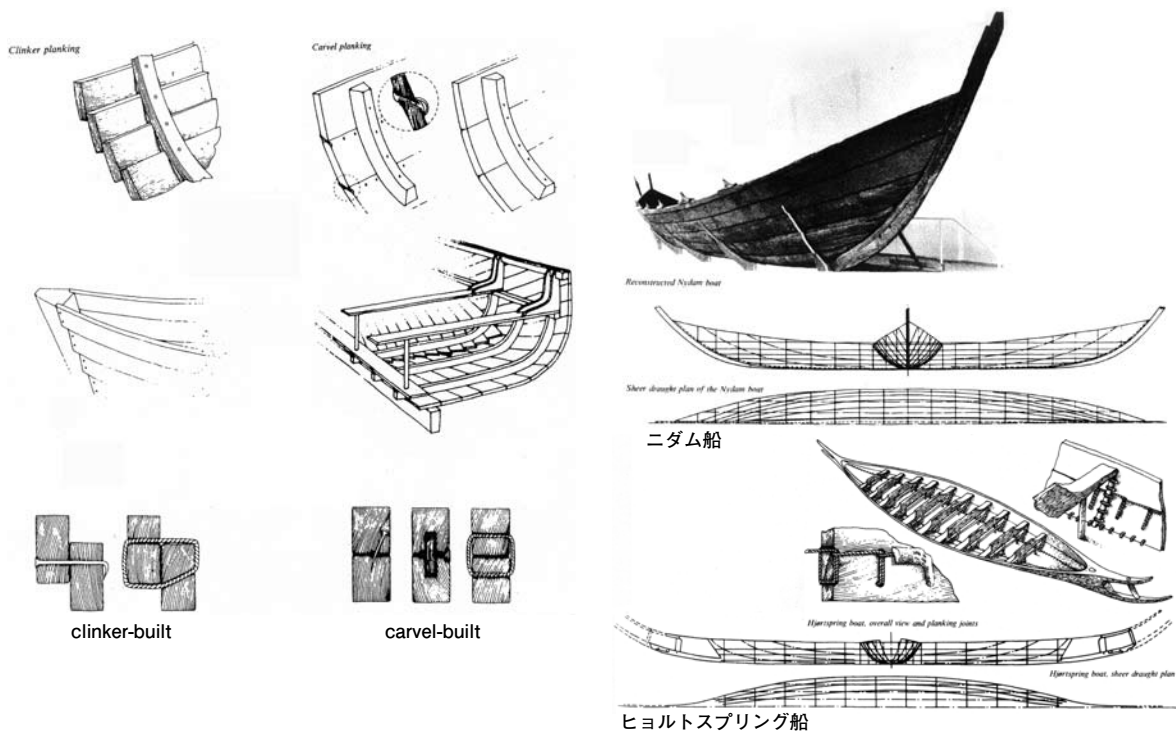 Clinker planking
Carvel planking
clinker-built
carvel-built
Reconstructed Nydam boat
Sheer draught plan of the Nydam boat
ニダム船
Hjørtspring boat, overall view and planking joints
Hjørtspring boat, sheer draught plan
ヒョルトスプリング船